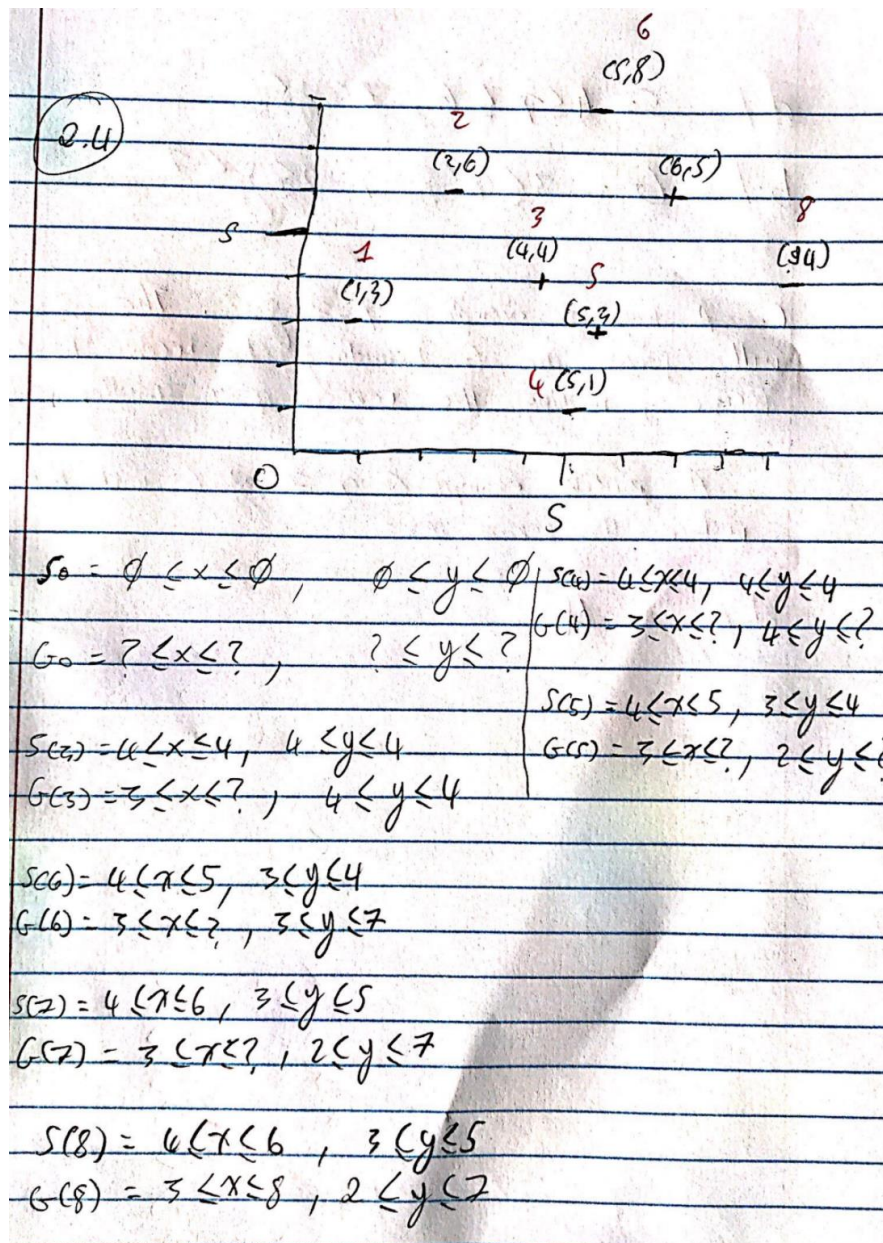 2.4
6
(5,8)
2
(2,6)
(6,5)
8
5
3
1
(4,4)
5
(9,4)
(1,3)
(5,3)
4 (5,1)
0
5
S0 = ∅ ≤ x ≤ ∅, ∅ ≤ y ≤ ∅
G0 = ? ≤ x ≤ ?, ? ≤ y ≤ ?
S(3) = 4 ≤ x ≤ 4, 4 ≤ y ≤ 4
G(3) = 3 ≤ x ≤ ?, 4 ≤ y ≤ 4
S(4) = 4 ≤ x ≤ 4, 4 ≤ y ≤ 4
G(4) = 3 ≤ x ≤ ?, 4 ≤ y ≤ ?
S(5) = 4 ≤ x ≤ 5, 3 ≤ y ≤ 4
G(5) = 3 ≤ x ≤ ?, 2 ≤ y ≤
S(6) = 4 ≤ x ≤ 5, 3 ≤ y ≤ 4
G(6) = 3 ≤ x ≤ ?, 3 ≤ y ≤ 7
S(7) = 4 ≤ x ≤ 6, 3 ≤ y ≤ 5
G(7) = 3 ≤ x ≤ ?, 2 ≤ y ≤ 7
S(8) = 4 ≤ x ≤ 6, 3 ≤ y ≤ 5
G(8) = 3 ≤ x ≤ 8, 2 ≤ y ≤ 7